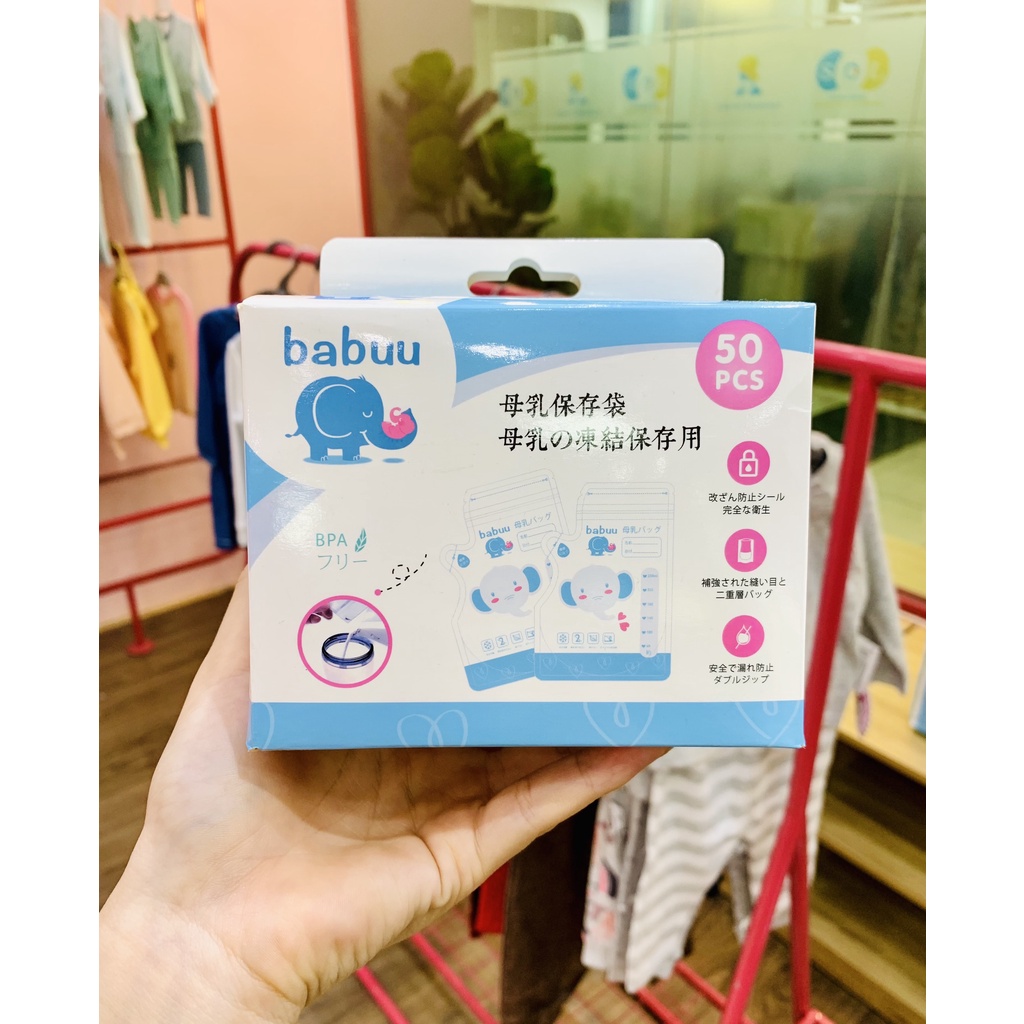 babuu
50
PCS
母乳保存袋
母乳の凍結保存用
改ざん防止シール
完全な衛生
BPA
フリー
babuu 母乳バッグ
babuu 母乳バッグ
補強された縫い目と
二重層バッグ
安全で漏れ防止
ダブルジップ